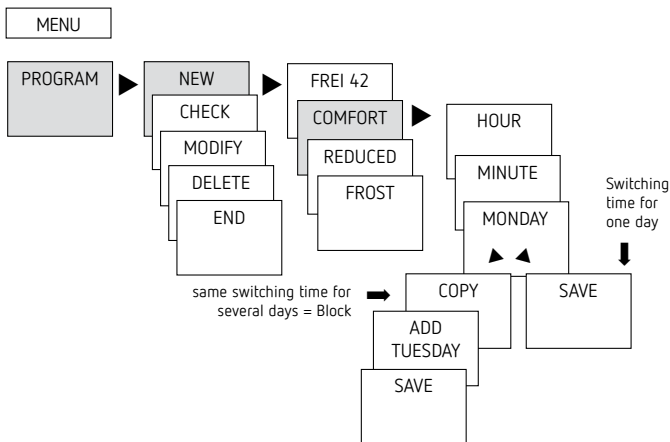 MENU
PROGRAM
NEW
CHECK
MODIFY
DELETE
END
FREI 42
COMFORT
REDUCED
FROST
HOUR
MINUTE
MONDAY
Switching
time for
one day
same switching time for
several days = Block
COPY
ADD
TUESDAY
SAVE
SAVE